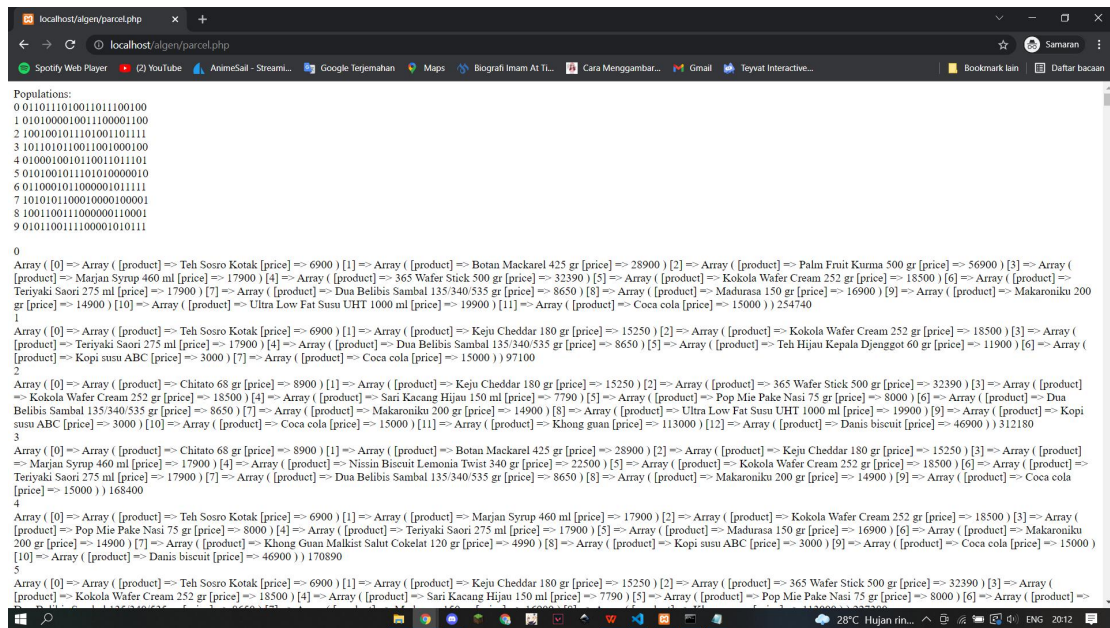 localhost/algen/parcel.php
localhost/algen/parcel.php
Samaran
Spotify Web Player (2) YouTube AnimeSail - Streami... Google Terjemahan Maps Biografi Imam At Ti... Cara Menggambar... Gmail Teyvat Interactive... Bookmark lain Daftar bacaan
Populations:
0 0110111010011011100100
1 0101000010011100001100
2 1001001011101001101111
3 1011010110011001000100
4 0100010010110011011101
5 0101001011101010000010
6 0110001011000001011111
7 1010101100010000100001
8 1001100111000000110001
9 0101100111100001010111
0
Array ( [0] => Array ( [product] => Teh Sosro Kotak [price] => 6900 ) [1] => Array ( [product] => Botan Mackarel 425 gr [price] => 28900 ) [2] => Array ( [product] => Palm Fruit Kurma 500 gr [price] => 56900 ) [3] => Array (
[product] => Marjan Syrup 460 ml [price] => 17900 ) [4] => Array ( [product] => 365 Wafer Stick 500 gr [price] => 32390 ) [5] => Array ( [product] => Kokola Wafer Cream 252 gr [price] => 18500 ) [6] => Array ( [product] =>
Teriyaki Saori 275 ml [price] => 17900 ) [7] => Array ( [product] => Dua Belibis Sambal 135/340/535 gr [price] => 8650 ) [8] => Array ( [product] => Madurasa 150 gr [price] => 16900 ) [9] => Array ( [product] => Makaroniku 200
gr [price] => 14900 ) [10] => Array ( [product] => Ultra Low Fat Susu UHT 1000 ml [price] => 19900 ) [11] => Array ( [product] => Coca cola [price] => 15000 ) ) 254740
1
Array ( [0] => Array ( [product] => Teh Sosro Kotak [price] => 6900 ) [1] => Array ( [product] => Keju Cheddar 180 gr [price] => 15250 ) [2] => Array ( [product] => Kokola Wafer Cream 252 gr [price] => 18500 ) [3] => Array (
[product] => Teriyaki Saori 275 ml [price] => 17900 ) [4] => Array ( [product] => Dua Belibis Sambal 135/340/535 gr [price] => 8650 ) [5] => Array ( [product] => Teh Hijau Kepala Djenggot 60 gr [price] => 11900 ) [6] => Array (
[product] => Kopi susu ABC [price] => 3000 ) [7] => Array ( [product] => Coca cola [price] => 15000 ) ) 97100
2
Array ( [0] => Array ( [product] => Chitato 68 gr [price] => 8900 ) [1] => Array ( [product] => Keju Cheddar 180 gr [price] => 15250 ) [2] => Array ( [product] => 365 Wafer Stick 500 gr [price] => 32390 ) [3] => Array ( [product]
=> Kokola Wafer Cream 252 gr [price] => 18500 ) [4] => Array ( [product] => Sari Kacang Hijau 150 ml [price] => 7790 ) [5] => Array ( [product] => Pop Mie Pake Nasi 75 gr [price] => 8000 ) [6] => Array ( [product] => Dua
Belibis Sambal 135/340/535 gr [price] => 8650 ) [7] => Array ( [product] => Makaroniku 200 gr [price] => 14900 ) [8] => Array ( [product] => Ultra Low Fat Susu UHT 1000 ml [price] => 19900 ) [9] => Array ( [product] => Kopi
susu ABC [price] => 3000 ) [10] => Array ( [product] => Coca cola [price] => 15000 ) [11] => Array ( [product] => Khong guan [price] => 113000 ) [12] => Array ( [product] => Danis biscuit [price] => 46900 ) ) 312180
3
Array ( [0] => Array ( [product] => Chitato 68 gr [price] => 8900 ) [1] => Array ( [product] => Botan Mackarel 425 gr [price] => 28900 ) [2] => Array ( [product] => Keju Cheddar 180 gr [price] => 15250 ) [3] => Array ( [product]
=> Marjan Syrup 460 ml [price] => 17900 ) [4] => Array ( [product] => Nissin Biscuit Lemonia Twist 340 gr [price] => 22500 ) [5] => Array ( [product] => Kokola Wafer Cream 252 gr [price] => 18500 ) [6] => Array ( [product] =>
Teriyaki Saori 275 ml [price] => 17900 ) [7] => Array ( [product] => Dua Belibis Sambal 135/340/535 gr [price] => 8650 ) [8] => Array ( [product] => Makaroniku 200 gr [price] => 14900 ) [9] => Array ( [product] => Coca cola
[price] => 15000 ) ) 168400
4
Array ( [0] => Array ( [product] => Teh Sosro Kotak [price] => 6900 ) [1] => Array ( [product] => Marjan Syrup 460 ml [price] => 17900 ) [2] => Array ( [product] => Kokola Wafer Cream 252 gr [price] => 18500 ) [3] => Array (
[product] => Pop Mie Pake Nasi 75 gr [price] => 8000 ) [4] => Array ( [product] => Teriyaki Saori 275 ml [price] => 17900 ) [5] => Array ( [product] => Madurasa 150 gr [price] => 16900 ) [6] => Array ( [product] => Makaroniku
200 gr [price] => 14900 ) [7] => Array ( [product] => Khong Guan Malkist Salut Cokelat 120 gr [price] => 4990 ) [8] => Array ( [product] => Kopi susu ABC [price] => 3000 ) [9] => Array ( [product] => Coca cola [price] => 15000 )
[10] => Array ( [product] => Danis biscuit [price] => 46900 ) ) 170890
5
Array ( [0] => Array ( [product] => Teh Sosro Kotak [price] => 6900 ) [1] => Array ( [product] => Keju Cheddar 180 gr [price] => 15250 ) [2] => Array ( [product] => 365 Wafer Stick 500 gr [price] => 32390 ) [3] => Array (
[product] => Kokola Wafer Cream 252 gr [price] => 18500 ) [4] => Array ( [product] => Sari Kacang Hijau 150 ml [price] => 7790 ) [5] => Array ( [product] => Pop Mie Pake Nasi 75 gr [price] => 8000 ) [6] => Array ( [product] =>
28°C Hujan rin... ENG 20:12